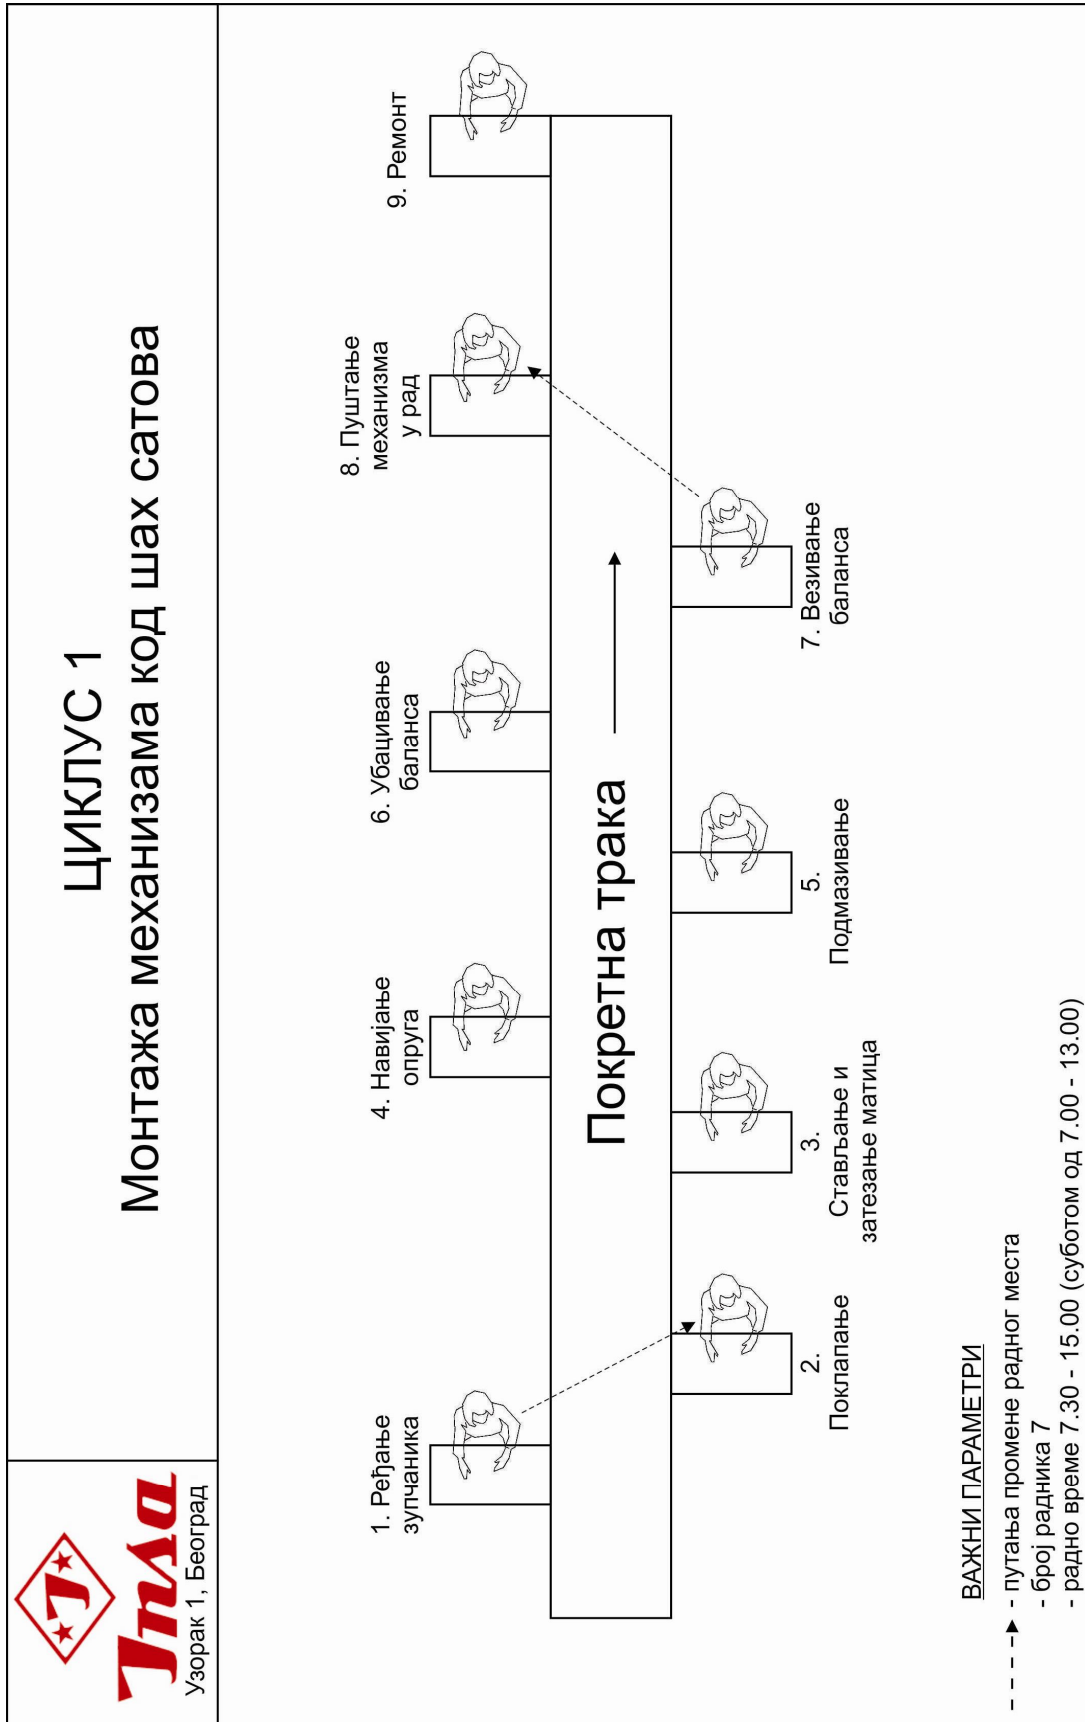 Insa
Узорак 1, Београд
ЦИКЛУС 1
Монтажа механизама код шах сатова
1. Ређање
зупчаника
4. Навијање
опруга
6. Убацивање
баланса
8. Пуштање
механизма
у рад
9. Ремонт
Покретна трака
2.
Поклапање
3.
Стављање и
затезање матица
5.
Подмазивање
7. Везивање
баланса
ВАЖНИ ПАРАМЕТРИ
- путања промене радног места
- број радника 7
- радно време 7.30 - 15.00 (суботом од 7.00 - 13.00)